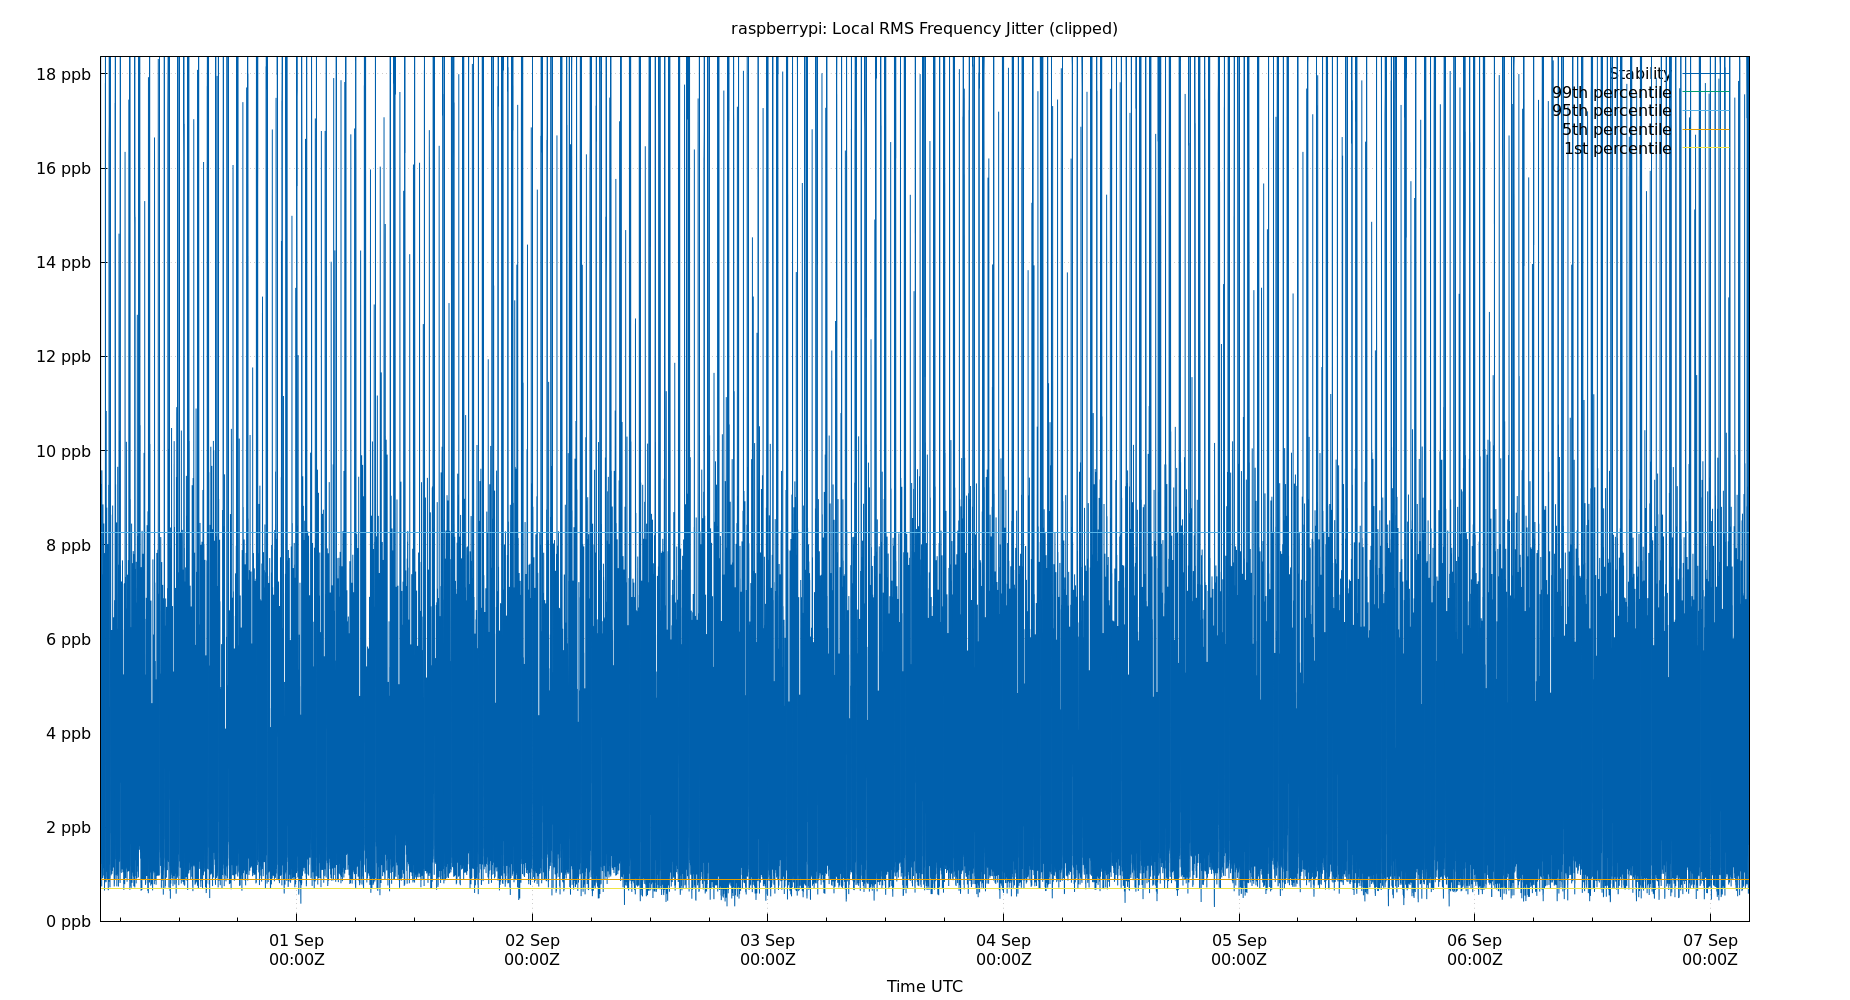 raspberrypi: Local RMS Frequency Jitter (clipped)
18 ppb
16 ppb
14 ppb
12 ppb
10 ppb
8 ppb
6 ppb
4 ppb
2 ppb
0 ppb
Stability
99th percentile
95th percentile
5th percentile
1st percentile
01 Sep
00:00Z
02 Sep
00:00Z
03 Sep
00:00Z
04 Sep
00:00Z
05 Sep
00:00Z
06 Sep
00:00Z
07 Sep
00:00Z
Time UTC